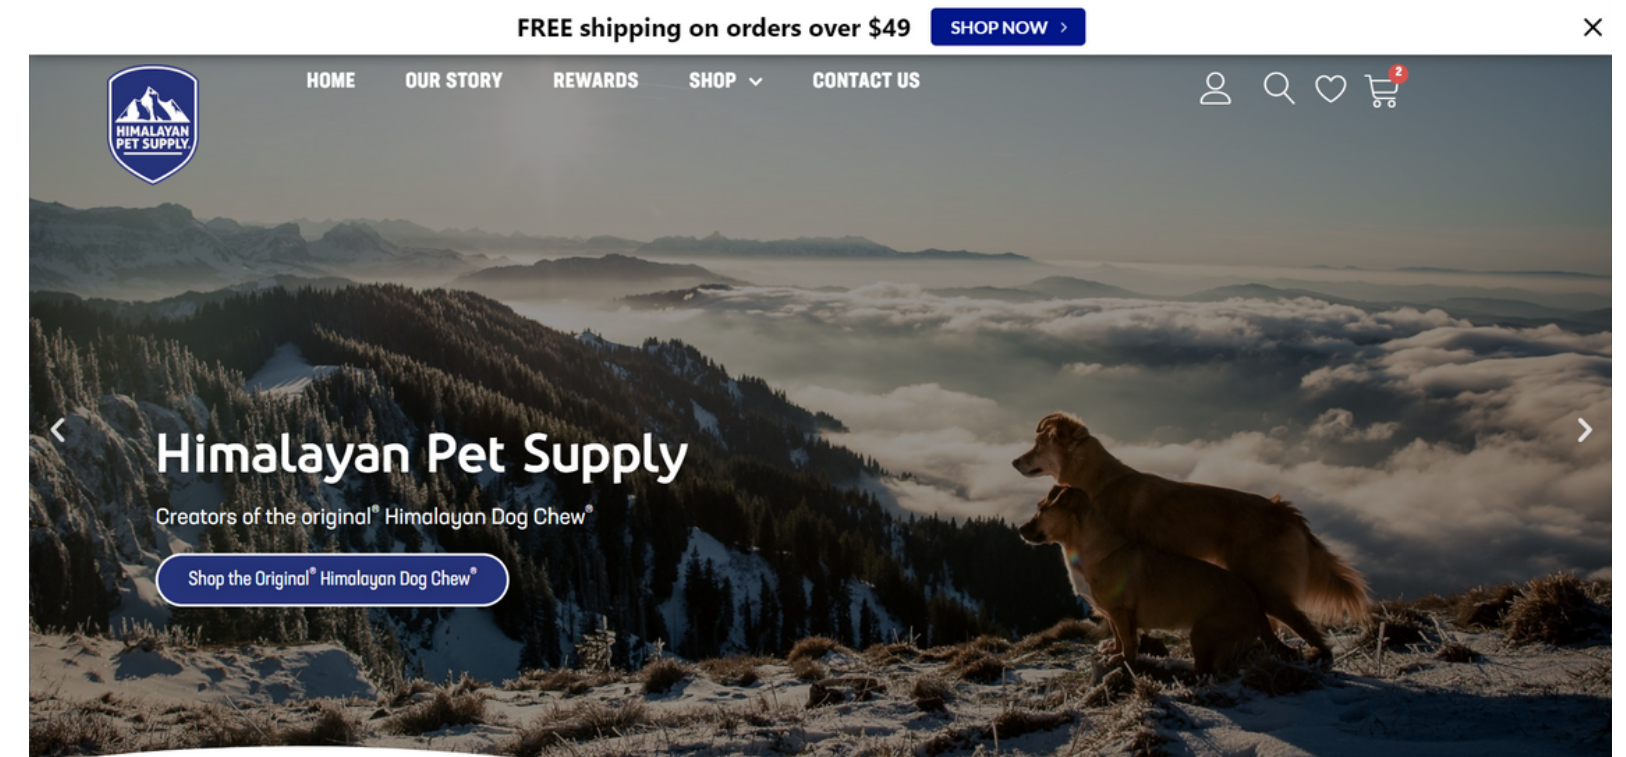 FREE shipping on orders over $49 SHOP NOW
HOME OUR STORY REWARDS SHOP CONTACT US
2
HIMALAYAN
PET SUPPLY.
Himalayan Pet Supply
Creators of the original® Himalayan Dog Chew®
Shop the Original® Himalayan Dog Chew®